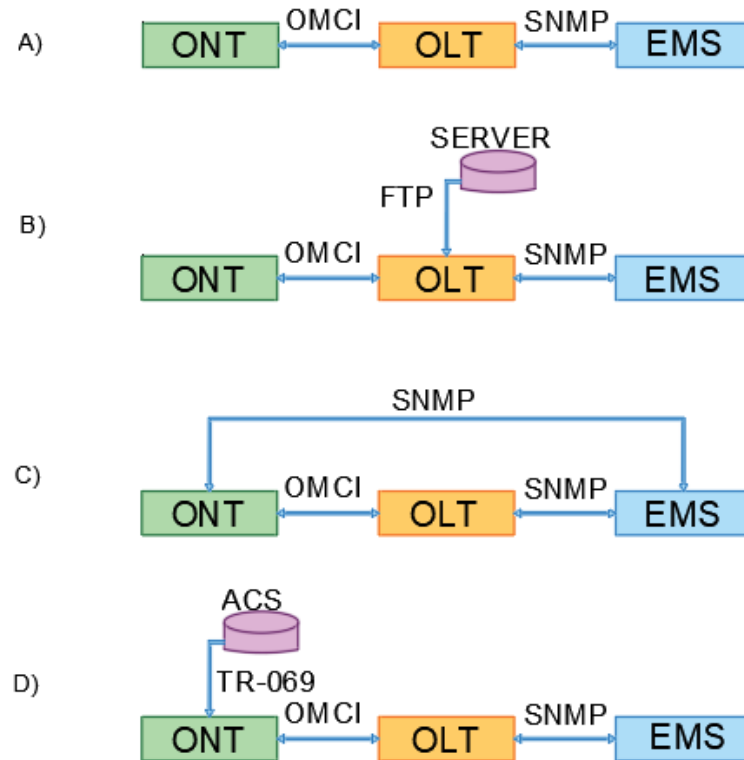 OMCI SNMP
A) ONT OLT EMS
SERVER
FTP
B) OMCI SNMP
ONT OLT EMS
SNMP
C) OMCI SNMP
ONT OLT EMS
ACS
D) TR-069 OMCI SNMP
ONT OLT EMS